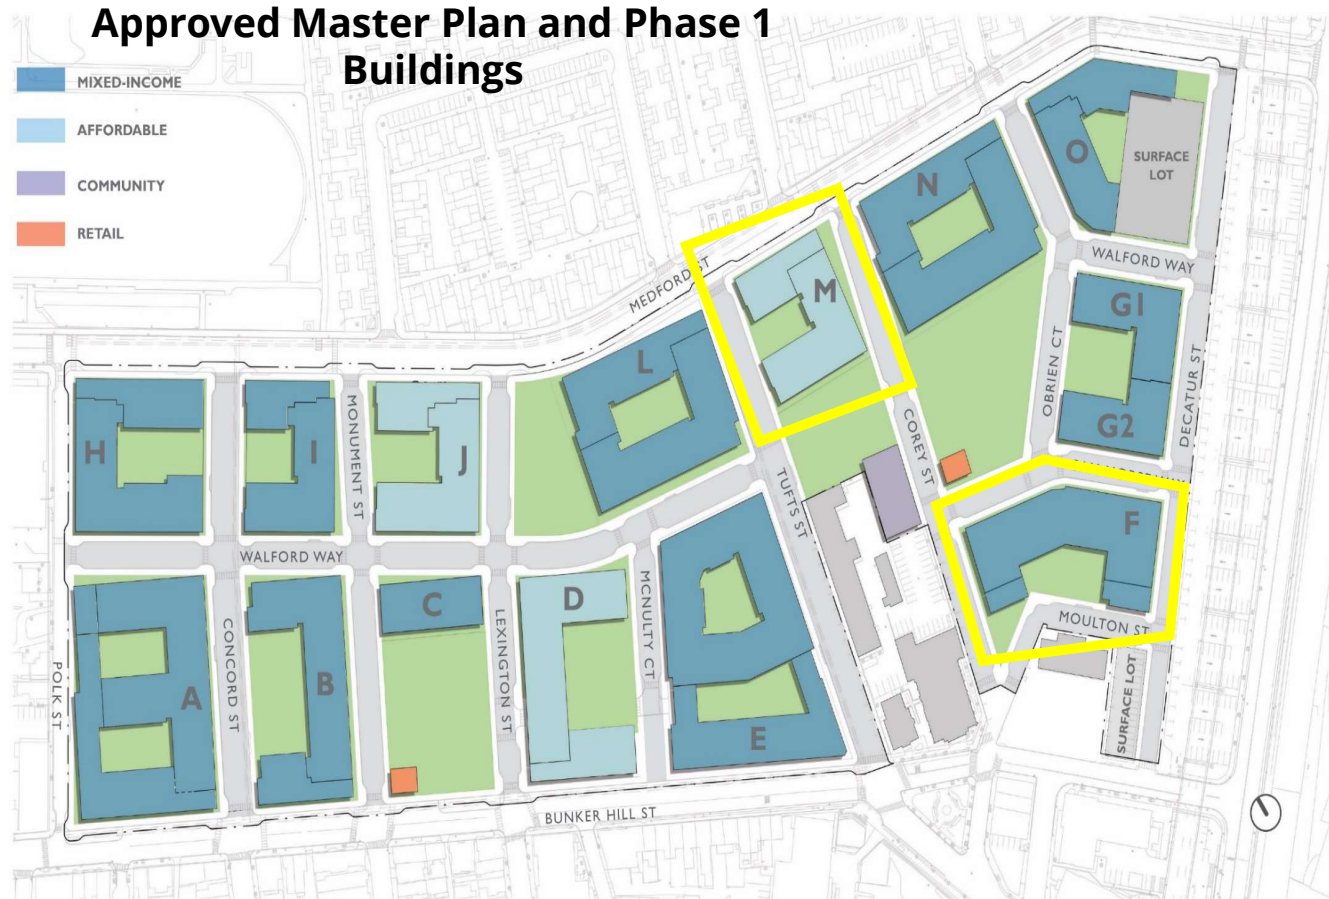 Approved Master Plan and Phase 1
Buildings
MIXED-INCOME
AFFORDABLE
COMMUNITY
RETAIL
O
SURFACE
LOT
N
WALFORD WAY
MEDFORD ST
M
G1
OBRIEN CT
DECATUR ST
L
G2
H
I
MONUMENT ST
J
COREY ST
TUFTS ST
F
WALFORD WAY
C
D
MCNULTY CT
MOULTON ST
POLK ST
A
CONCORD ST
B
LEXINGTON ST
E
SURFACE LOT
BUNKER HILL ST